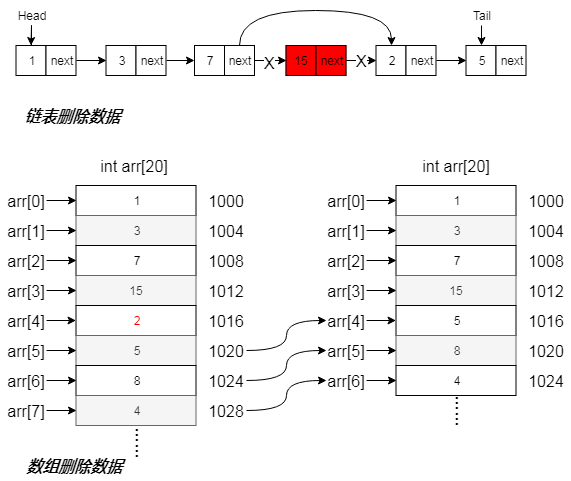 Head Tail
1 next 3 next 7 next X 15 next X 2 next 5 next
链表删除数据
int arr[20] int arr[20]
arr[0] 1 1000 arr[0] 1 1000
arr[1] 3 1004 arr[1] 3 1004
arr[2] 7 1008 arr[2] 7 1008
arr[3] 15 1012 arr[3] 15 1012
arr[4] 2 1016 arr[4] 5 1016
arr[5] 5 1020 arr[5] 8 1020
arr[6] 8 1024 arr[6] 4 1024
arr[7] 4 1028
数组删除数据